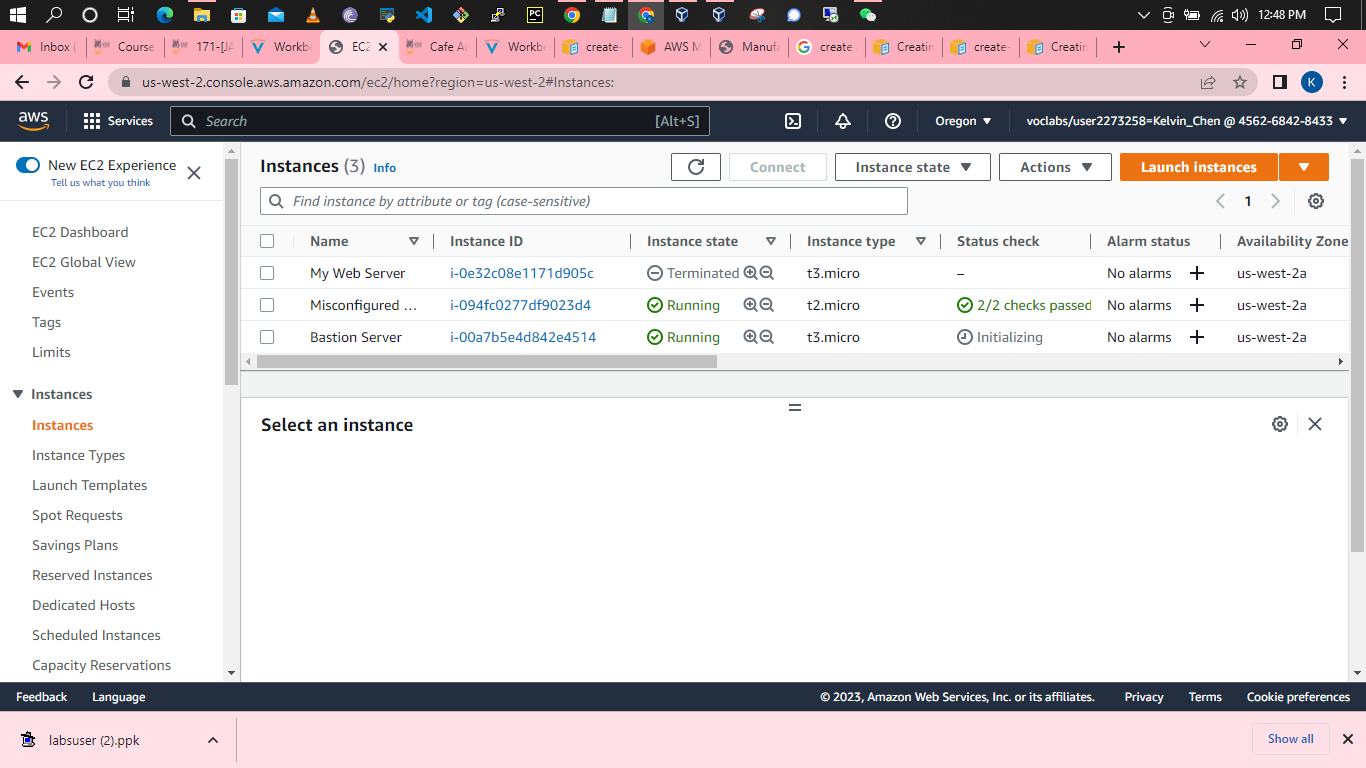 12:48 PM
Inbox (
Course
171-[JA
Workbe
EC2
Cafe Ac
Workbe
create-
AWS M
Manufa
create
Creatin
create-
Creatin
us-west-2.console.aws.amazon.com/ec2/home?region=us-west-2#Instances:
K
aws
Services
Search
[Alt+S]
Oregon
voclabs/user2273258=Kelvin_Chen @ 4562-6842-8433
New EC2 Experience
Tell us what you think
EC2 Dashboard
EC2 Global View
Events
Tags
Limits
Instances
Instances
Instance Types
Launch Templates
Spot Requests
Savings Plans
Reserved Instances
Dedicated Hosts
Scheduled Instances
Capacity Reservations
Instances (3) Info
Connect
Instance state
Actions
Launch instances
Find instance by attribute or tag (case-sensitive)
1
Name Instance ID Instance state Instance type Status check Alarm status Availability Zone
My Web Server i-0e32c08e1171d905c Terminated t3.micro – No alarms + us-west-2a
Misconfigured ... i-094fc0277df9023d4 Running t2.micro 2/2 checks passed No alarms + us-west-2a
Bastion Server i-00a7b5e4d842e4514 Running t3.micro Initializing No alarms + us-west-2a
Select an instance
Feedback Language © 2023, Amazon Web Services, Inc. or its affiliates. Privacy Terms Cookie preferences
labsuser (2).ppk
Show all